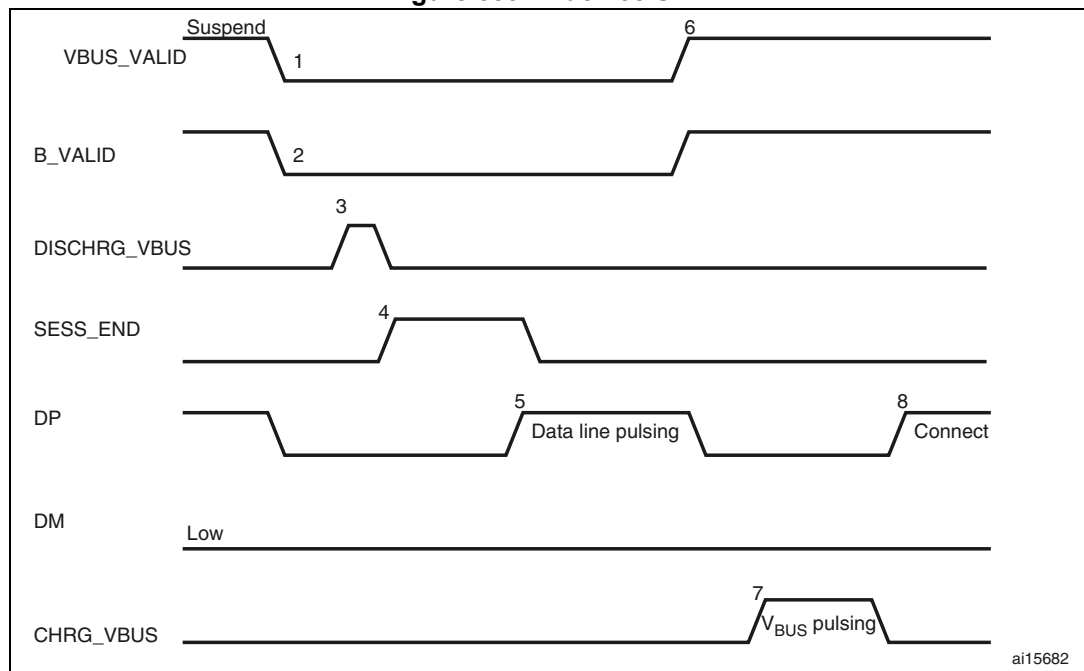 Suspend
6
VBUS_VALID
1
B_VALID
2
3
DISCHRG_VBUS
4
SESS_END
5
8
DP
Data line pulsing
Connect
DM
Low
7
VBUS pulsing
CHRG_VBUS
ai15682